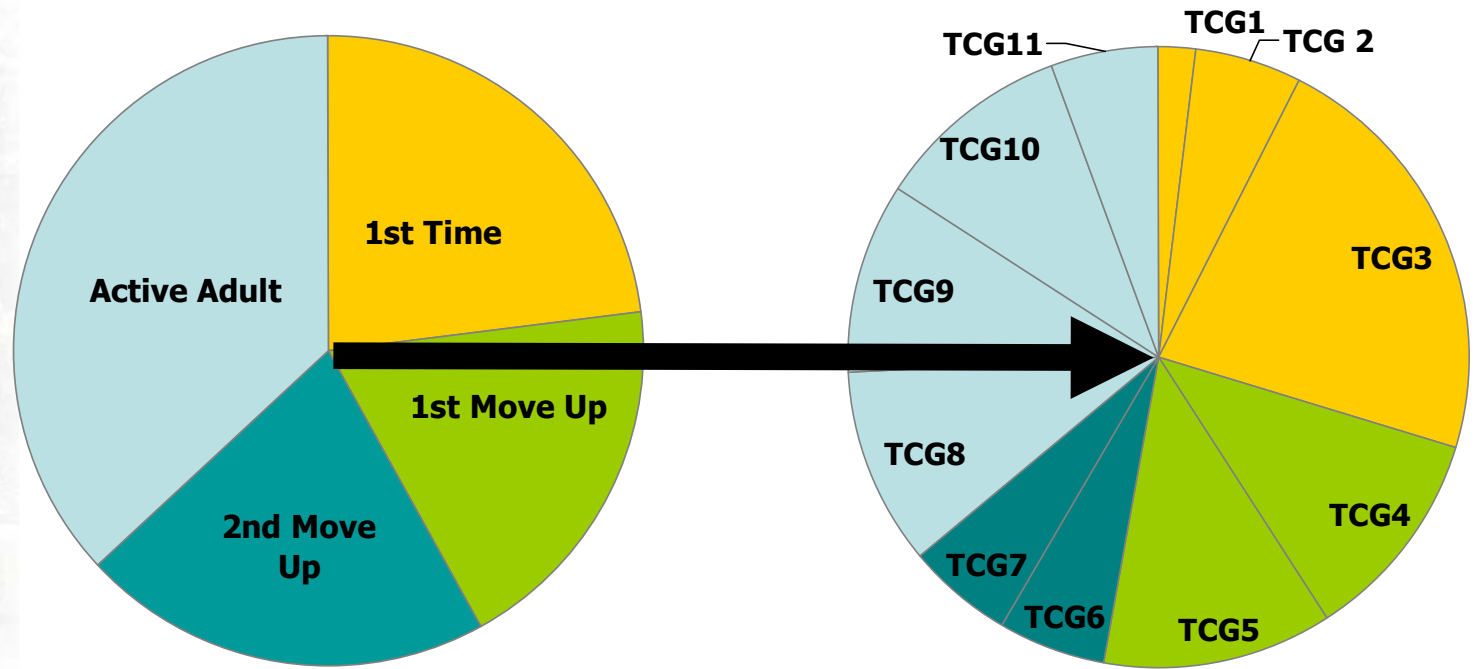 1st Time
Active Adult
1st Move Up
2nd Move
Up
TCG1
TCG 2
TCG11
TCG10
TCG3
TCG9
TCG8
TCG4
TCG7
TCG6
TCG5